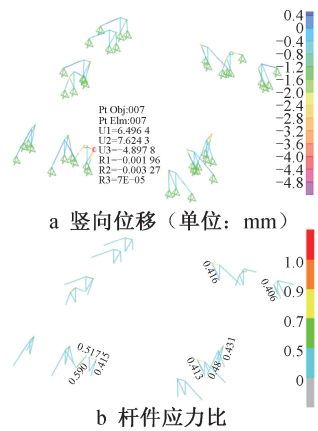 0.4
0
-0.4
-0.8
-1.2
-1.6
-2.0
-2.4
-2.8
-3.2
-3.6
-4.0
-4.4
-4.8
Pt Obj:007
Pt Elm:007
U1=6.496 4
U2=7.624 3
U3=-4.897 8
R1=-0.001 96
R2=-0.003 27
R3=7E-05
a 竖向位移（单位：mm）
1.0
0.9
0.7
0.5
0
0.416
0.406
0.517
0.590
0.415
0.413
0.48
0.431
b 杆件应力比